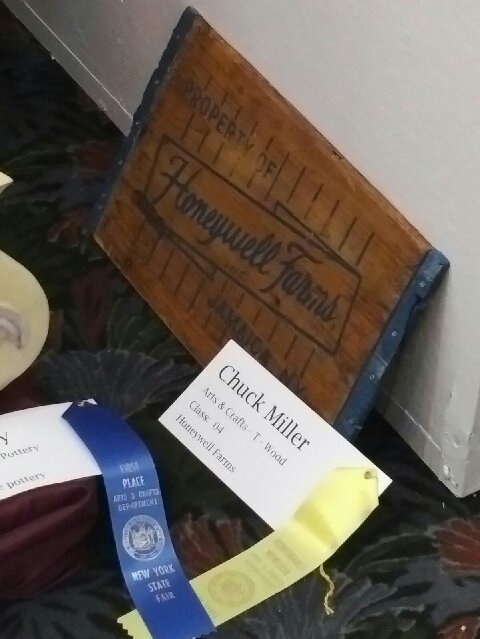 PROPERTY OF
Honeywell Farms
INC
JAMAICA, N.Y.
Chuck Miller
Arts & Crafts - T - Wood
Class 04
Honeywell Farms
Pottery
pottery
FIRST
PLACE
ARTS & CRAFTS
DEPARTMENT
NEW YORK
STATE
FAIR